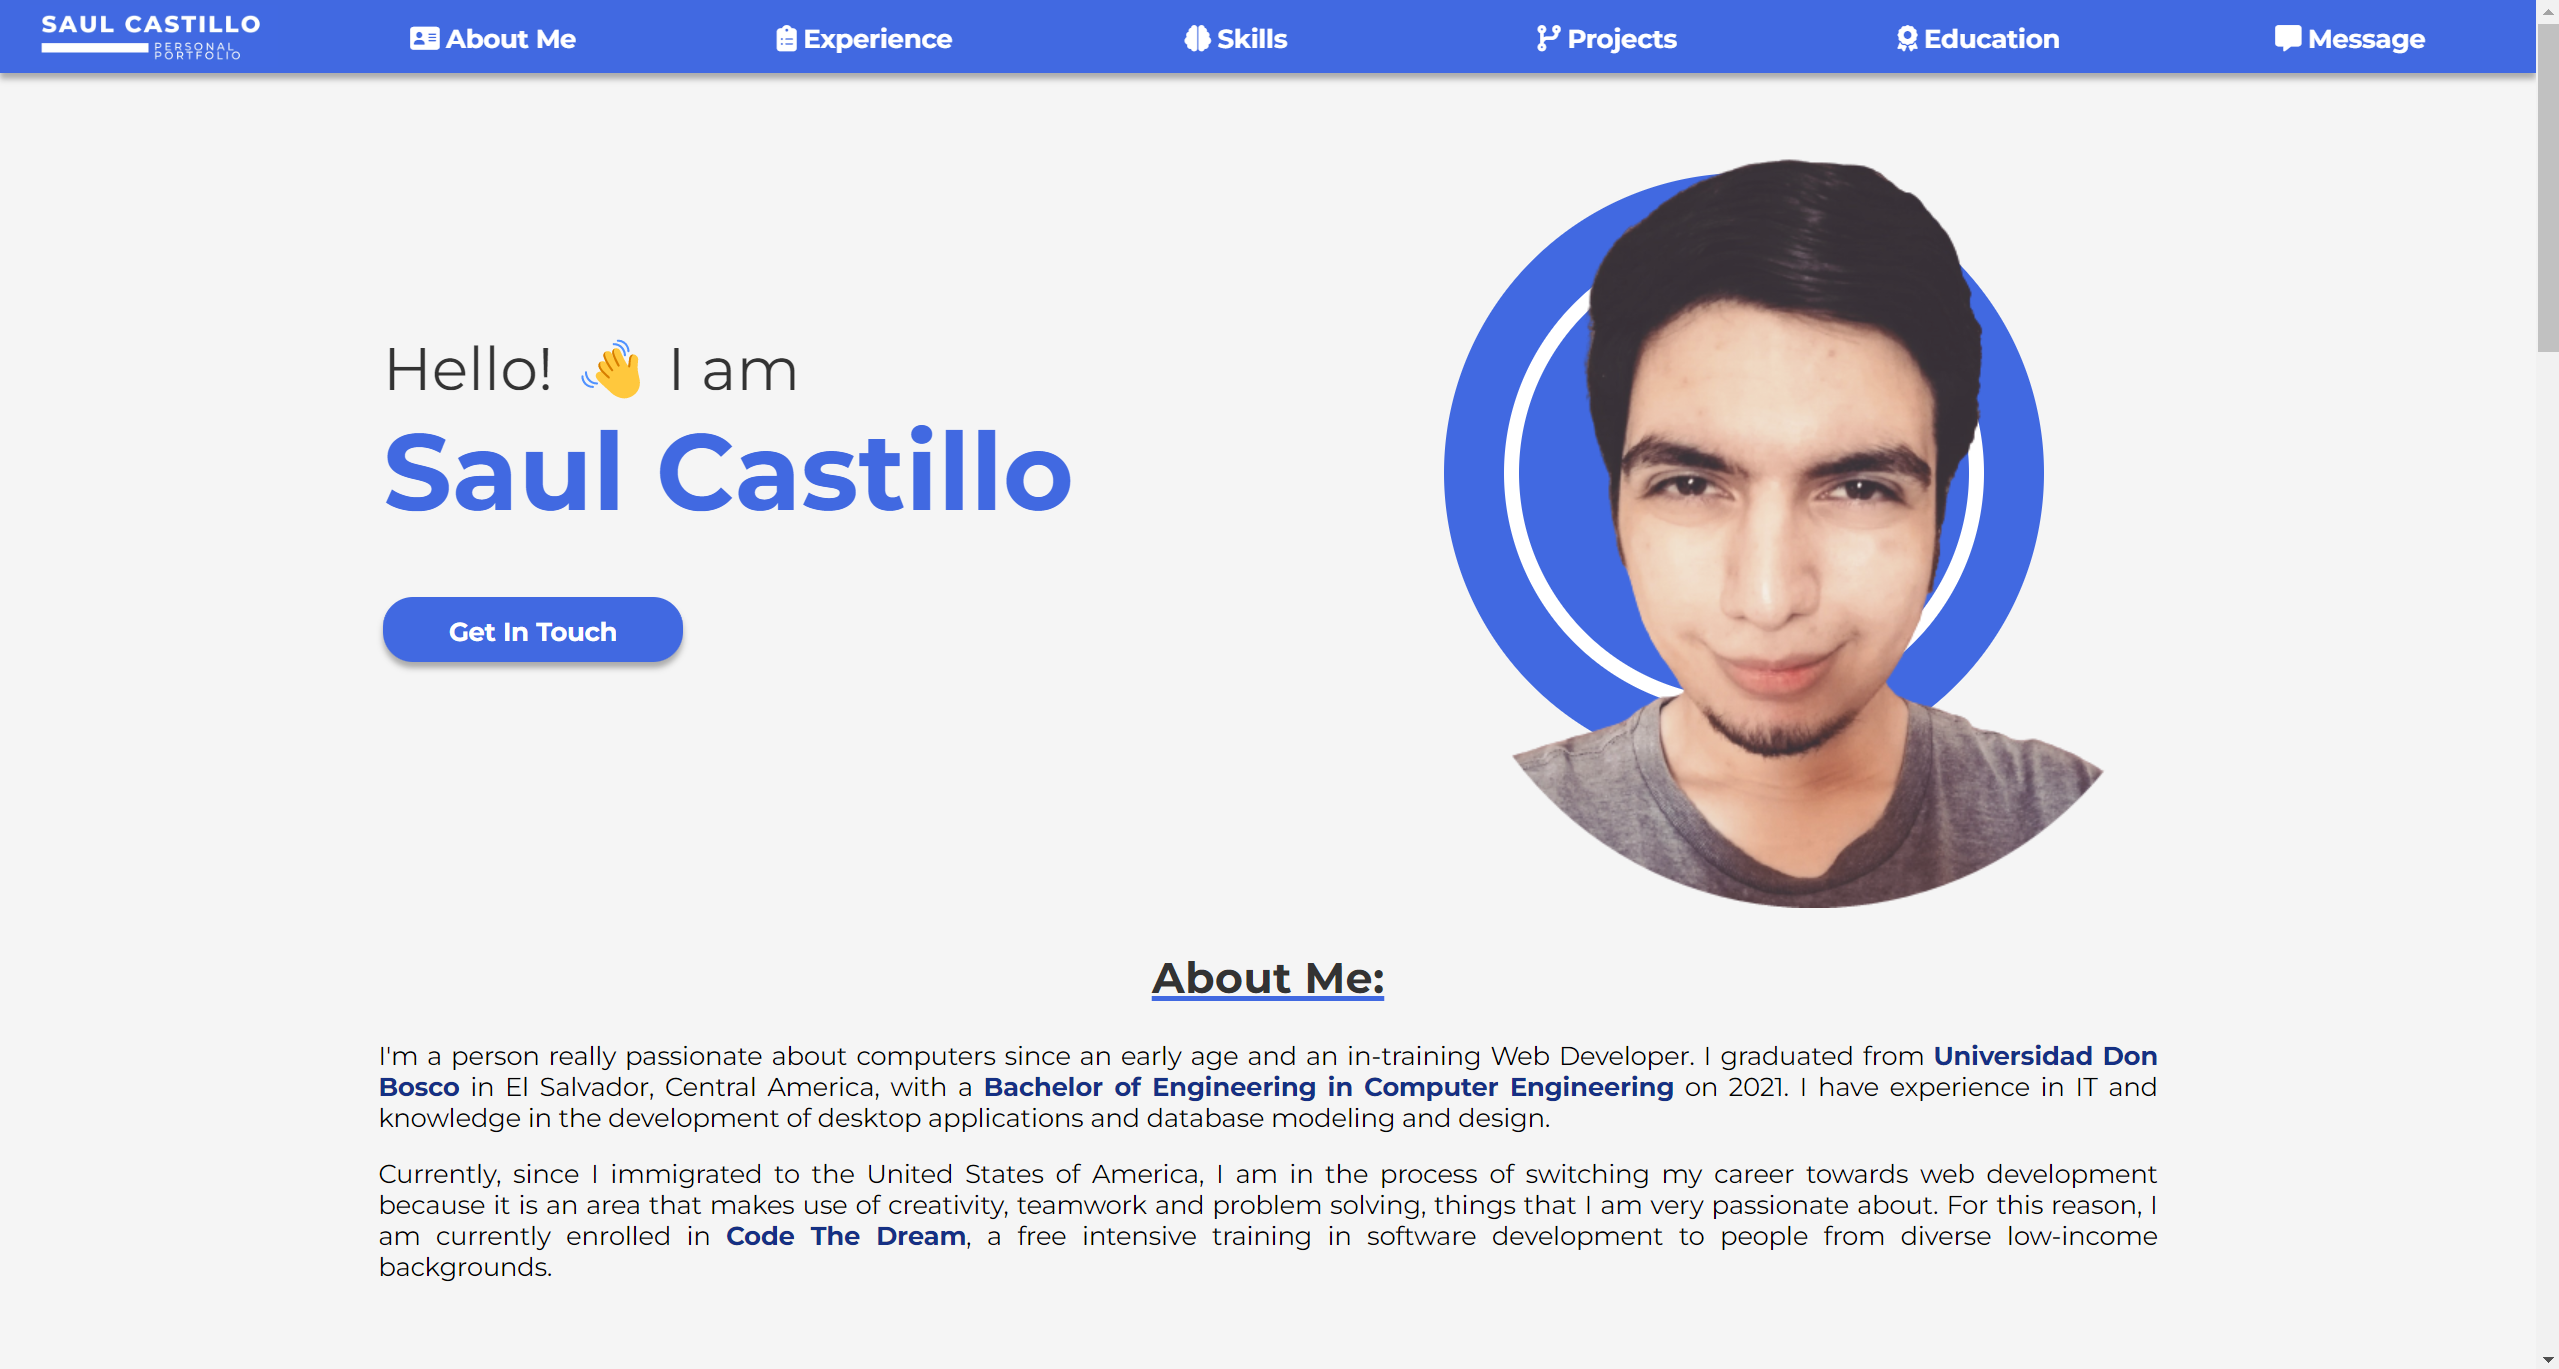 SAUL CASTILLO
PERSONAL
PORTFOLIO
About Me
Experience
Skills
Projects
Education
Message
Hello! 👋 I am
Saul Castillo
Get In Touch
About Me:
I'm a person really passionate about computers since an early age and an in-training Web Developer. I graduated from Universidad Don
Bosco in El Salvador, Central America, with a Bachelor of Engineering in Computer Engineering on 2021. I have experience in IT and
knowledge in the development of desktop applications and database modeling and design.
Currently, since I immigrated to the United States of America, I am in the process of switching my career towards web development
because it is an area that makes use of creativity, teamwork and problem solving, things that I am very passionate about. For this reason, I
am currently enrolled in Code The Dream, a free intensive training in software development to people from diverse low-income
backgrounds.